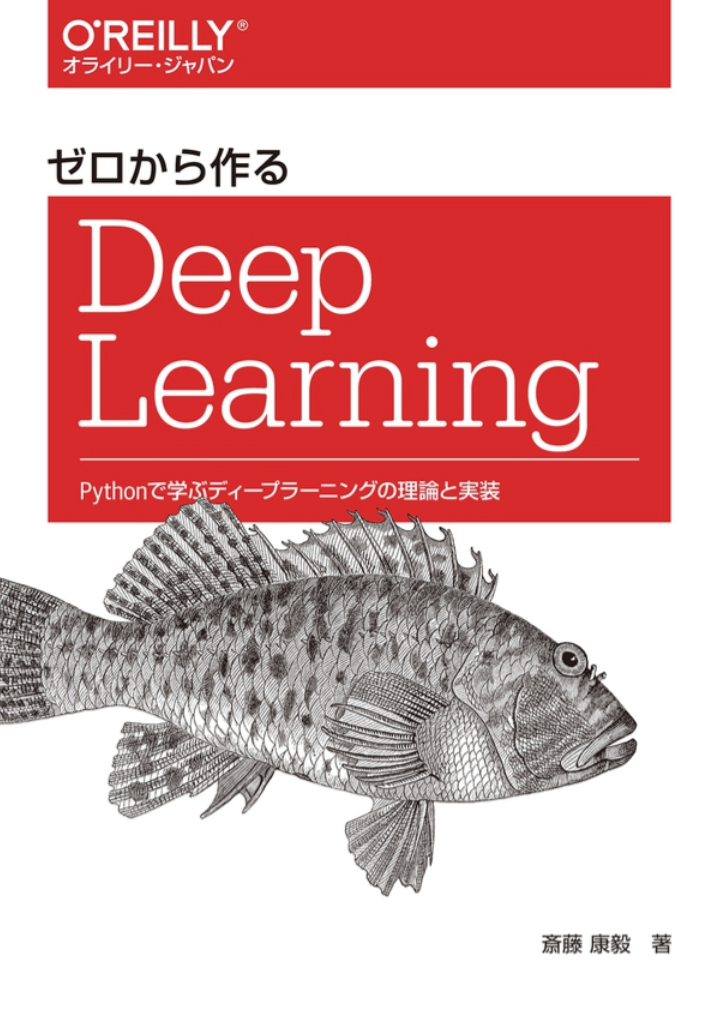 O'REILLY®
オライリー・ジャパン
ゼロから作る
Deep
Learning
Pythonで学ぶディープラーニングの理論と実装
斎藤 康毅　著